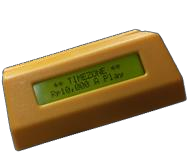 ** TIMEZONE **
Rp10,000 A Play